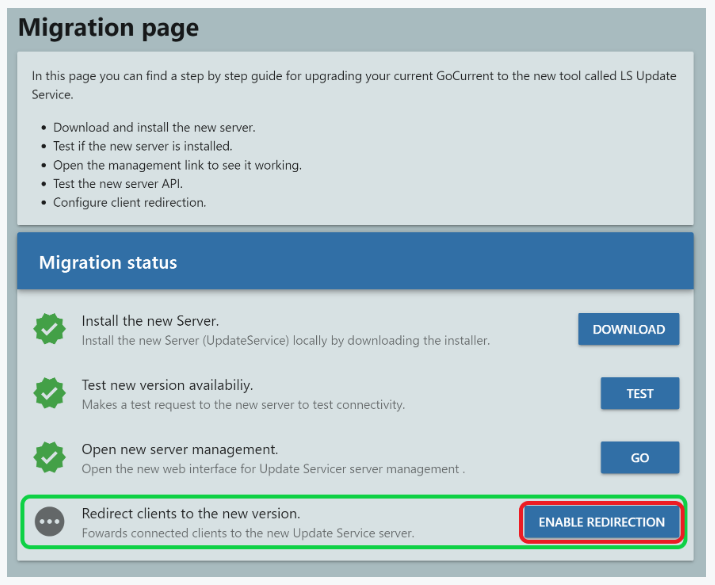 Migration page
In this page you can find a step by step guide for upgrading your current GoCurrent to the new tool called LS Update
Service.
• Download and install the new server.
• Test if the new server is installed.
• Open the management link to see it working.
• Test the new server API.
• Configure client redirection.
Migration status
Install the new Server.
Install the new Server (UpdateService) locally by downloading the installer.
DOWNLOAD
Test new version availabiliy.
Makes a test request to the new server to test connectivity.
TEST
Open new server management.
Open the new web interface for Update Servicer server management .
GO
Redirect clients to the new version.
Fowards connected clients to the new Update Service server.
ENABLE REDIRECTION